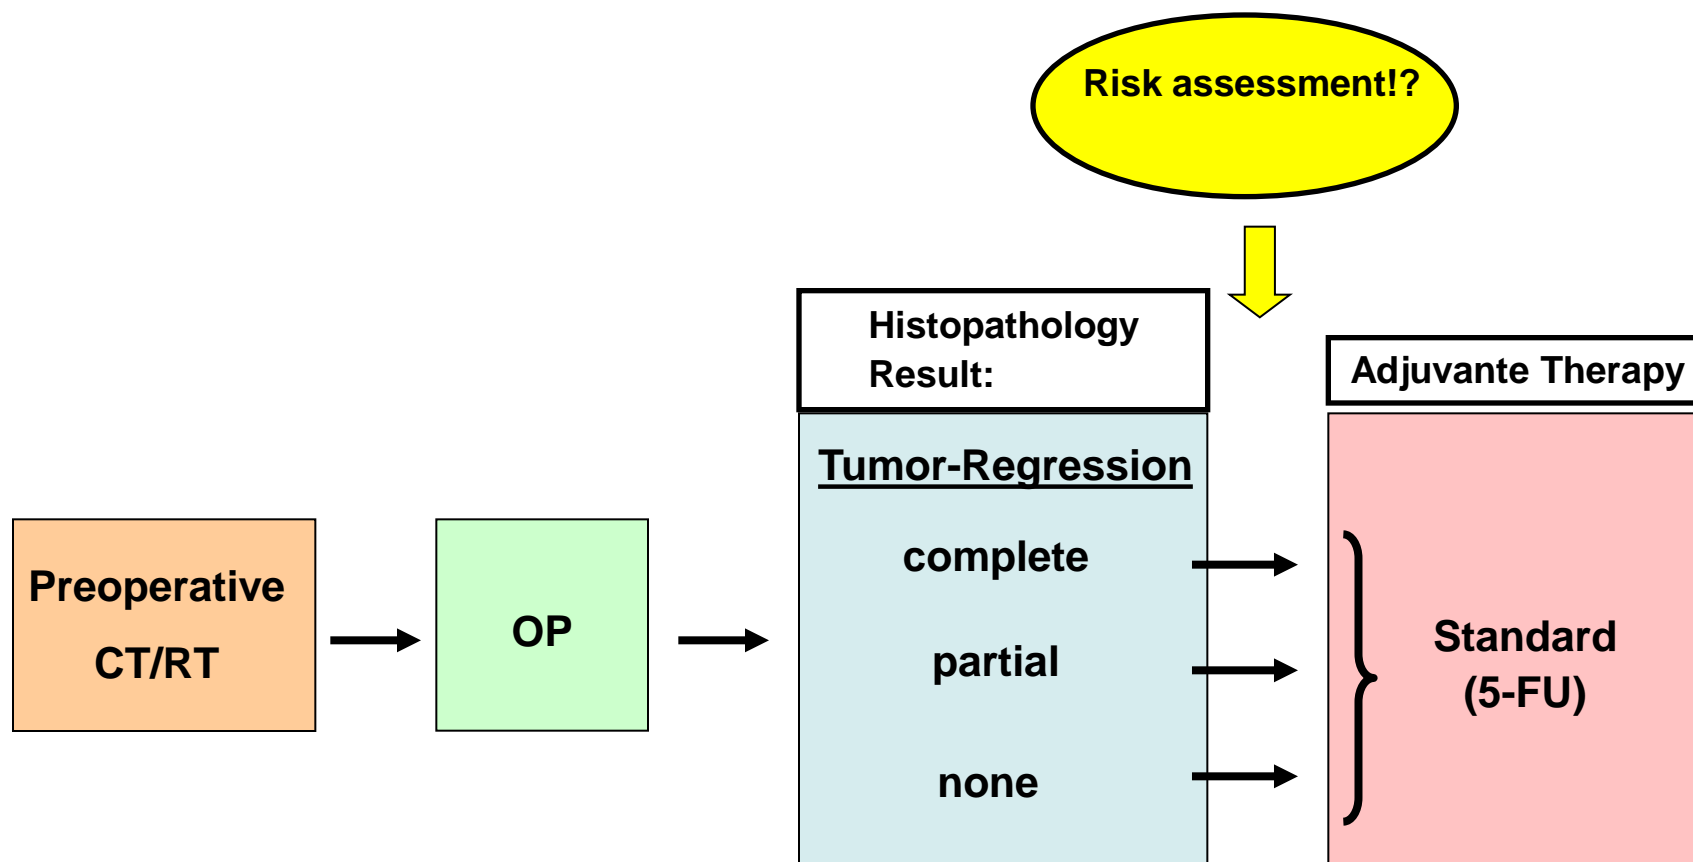 Risk assessment!?
Histopathology
Result:
Adjuvante Therapy
Tumor-Regression
Preoperative
CT/RT
OP
complete
partial
none
Standard
(5-FU)